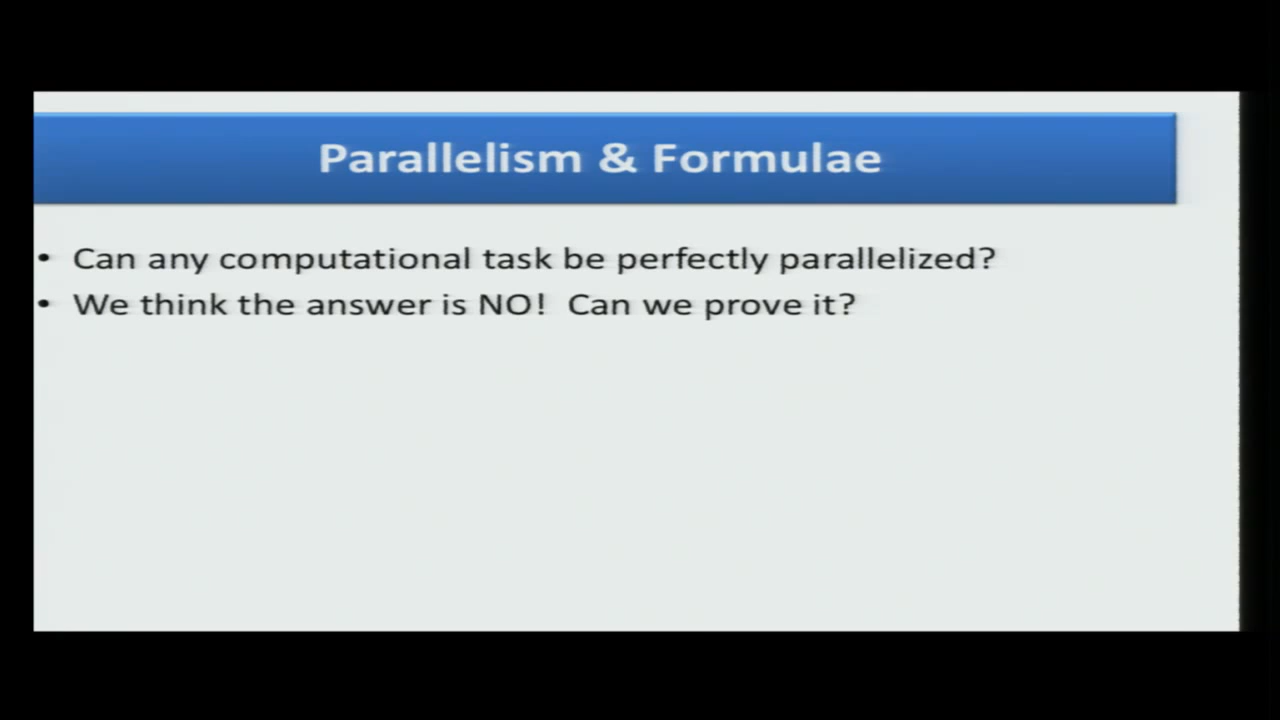 Parallelism & Formulae
• Can any computational task be perfectly parallelized?
• We think the answer is NO! Can we prove it?